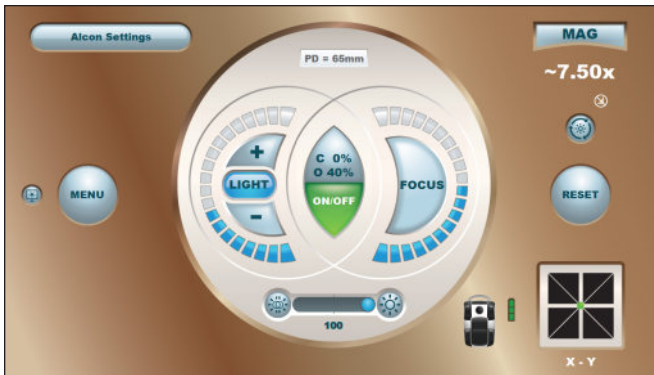 Alcon Settings
MAG
PD = 65mm
~7.50x
C 0%
O 40%
LIGHT
FOCUS
MENU
ON/OFF
RESET
100
X - Y